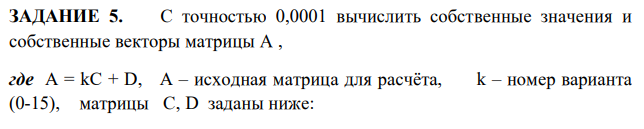 ЗАДАНИЕ 5. С точностью 0,0001 вычислить собственные значения и
собственные векторы матрицы А ,
где А = kС + D, А – исходная матрица для расчёта, k – номер варианта
(0-15), матрицы С, D заданы ниже: